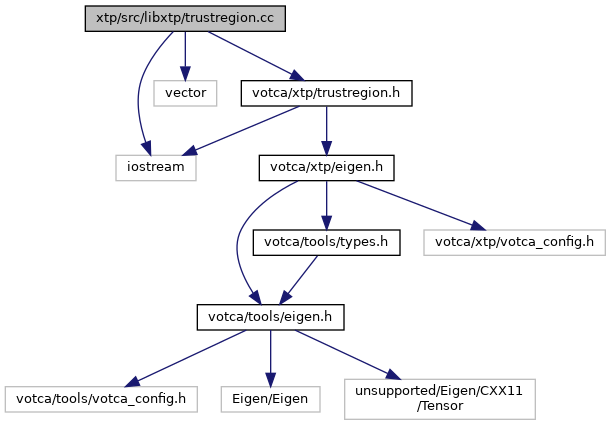 xtp/src/libxtp/trustregion.cc
vector
votca/xtp/trustregion.h
iostream
votca/xtp/eigen.h
votca/tools/types.h
votca/xtp/votca_config.h
votca/tools/eigen.h
votca/tools/votca_config.h
Eigen/Eigen
unsupported/Eigen/CXX11
/Tensor